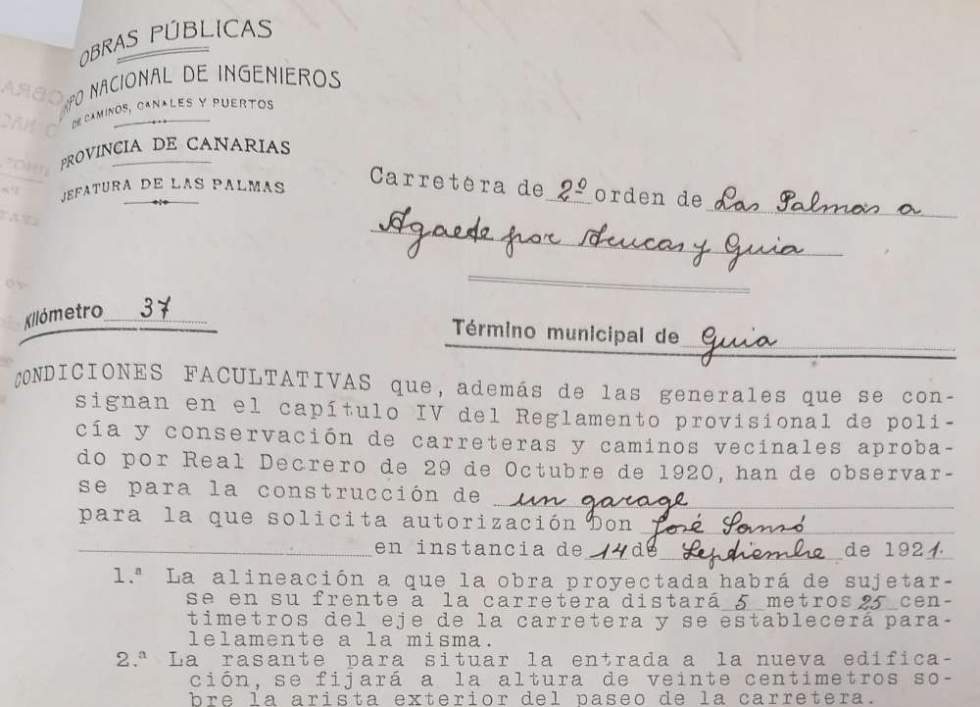 OBRAS PÚBLICAS
NACIONAL DE INGENIEROS
DE CAMINOS, CANALES Y PUERTOS
PROVINCIA DE CANARIAS
JEFATURA DE LAS PALMAS
Carretera de 2º orden de Las Palmas a
Agaete por Arucas y Guia
Kilómetro 37
Término municipal de Guia
CONDICIONES FACULTATIVAS que, además de las generales que se con-
signan en el capítulo IV del Reglamento provisional de poli-
cía y conservación de carreteras y caminos vecinales aproba-
do por Real Decrero de 29 de Octubre de 1920, han de observar-
se para la construcción de un garage
para la que solicita autorización Don José Sansó
en instancia de 14 de Septiembre de 1921.
1.ª La alineación a que la obra proyectada habrá de sujetar-
se en su frente a la carretera distará 5 metros 25 cen-
timetros del eje de la carretera y se establecerá para-
lelamente a la misma.
2.ª La rasante para situar la entrada a la nueva edifica-
ción, se fijará a la altura de veinte centimetros so-
bre la arista exterior del paseo de la carretera.